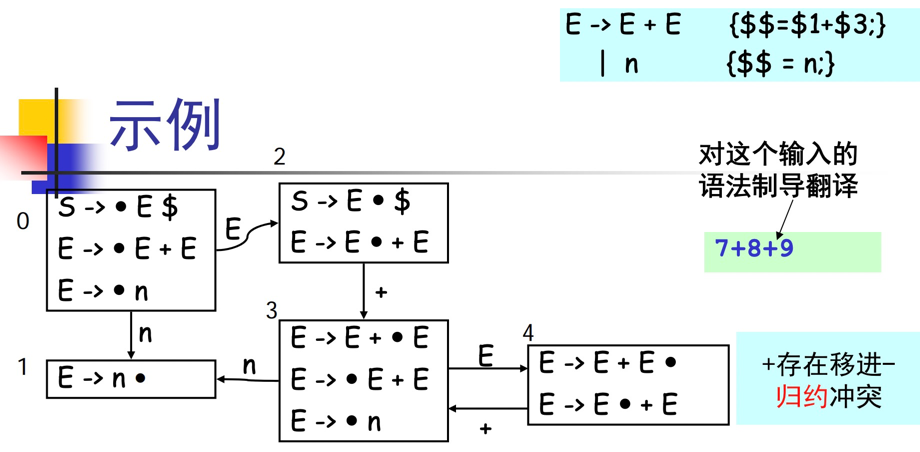 E -> E + E {$$=$1+$3;}
| n {$$ = n;}
示例
对这个输入的
语法制导翻译
7+8+9
0
S -> • E $
E -> • E + E
E -> • n
E
2
S -> E • $
E -> E • + E
n
+
1
E -> n •
n
3
E -> E + • E
E -> • E + E
E -> • n
E
+
4
E -> E + E •
E -> E • + E
+存在移进-
归约冲突